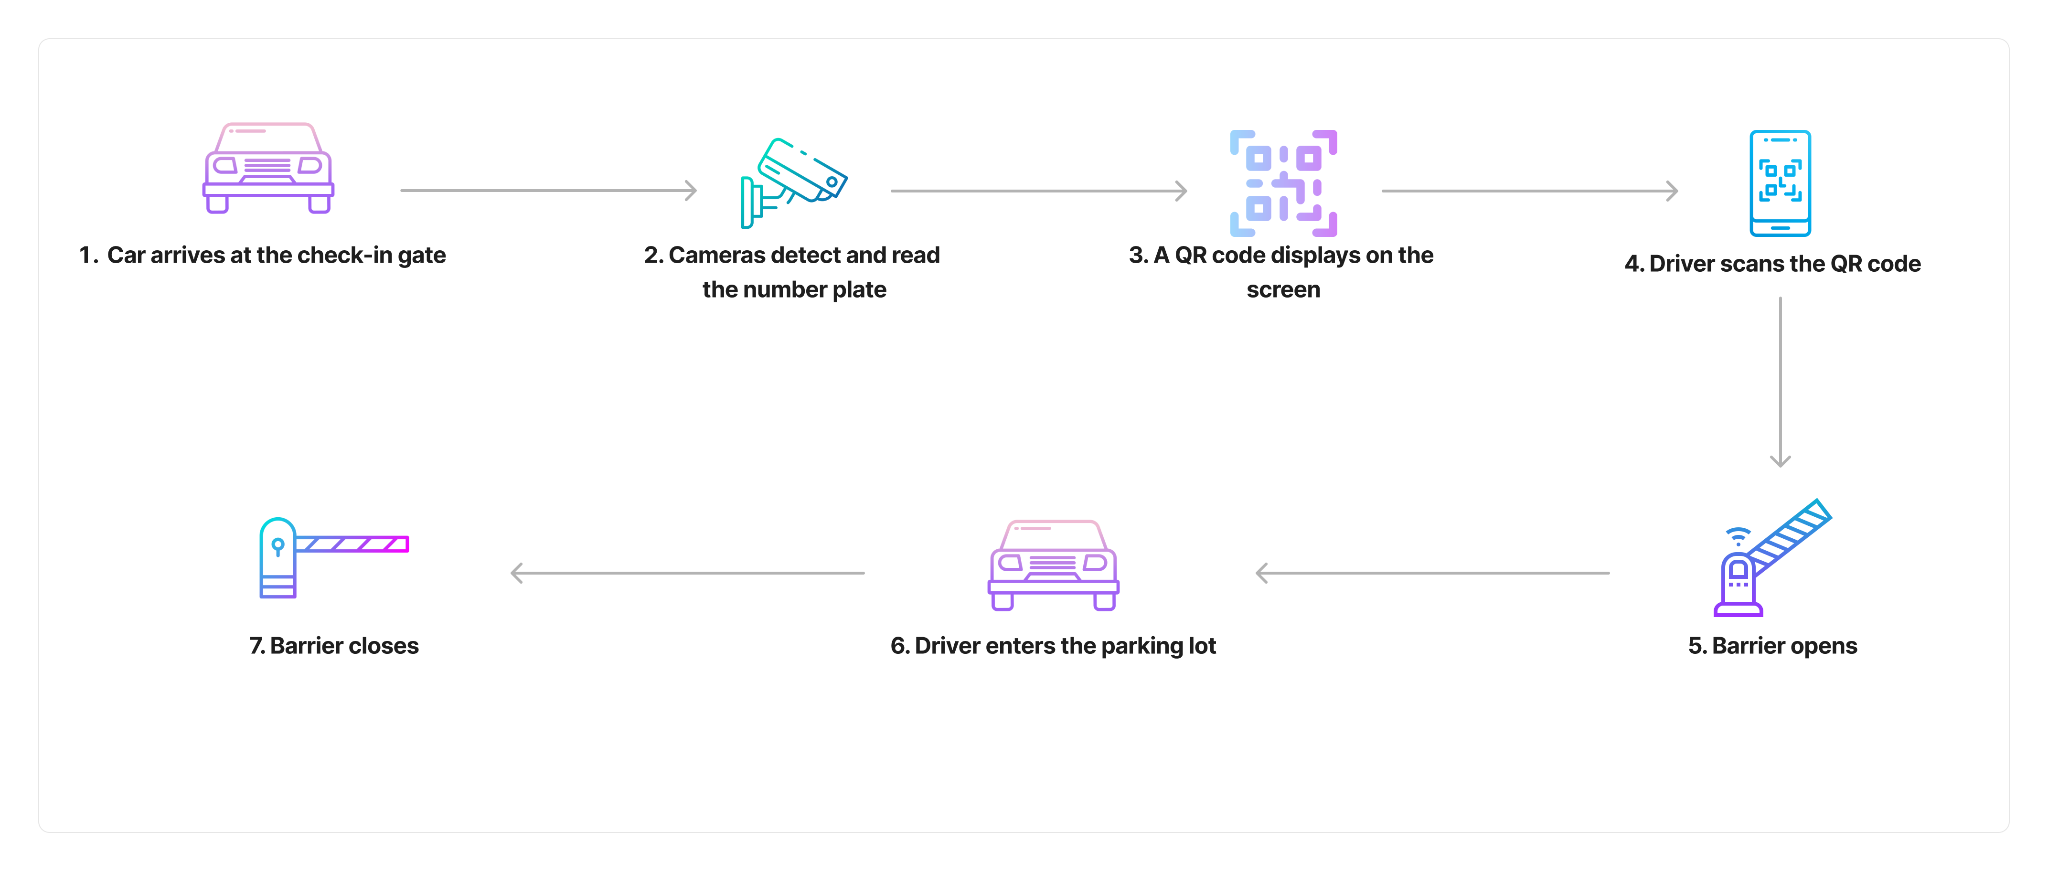 1. Car arrives at the check-in gate
2. Cameras detect and read
the number plate
3. A QR code displays on the
screen
4. Driver scans the QR code
7. Barrier closes
6. Driver enters the parking lot
5. Barrier opens